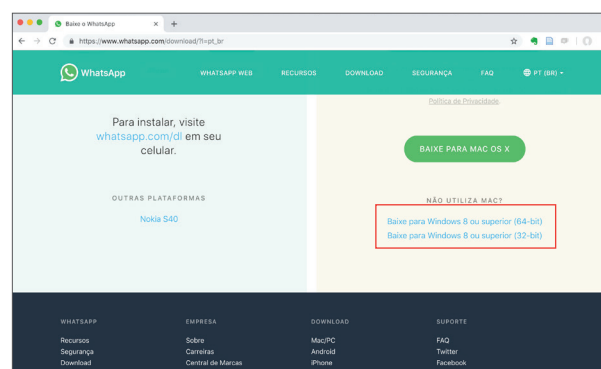 Baixe o WhatsApp
https://www.whatsapp.com/download/?l=pt_br
WhatsApp
WHATSAPP WEB
RECURSOS
DOWNLOAD
SEGURANÇA
FAQ
PT (BR)
Para instalar, visite
whatsapp.com/dl em seu
celular.
OUTRAS PLATAFORMAS
Nokia S40
Política de Privacidade.
BAIXE PARA MAC OS X
NÃO UTILIZA MAC?
Baixe para Windows 8 ou superior (64-bit)
Baixe para Windows 8 ou superior (32-bit)
WHATSAPP
Recursos
Segurança
Download
EMPRESA
Sobre
Carreiras
Central de Marcas
DOWNLOAD
Mac/PC
Android
iPhone
SUPORTE
FAQ
Twitter
Facebook